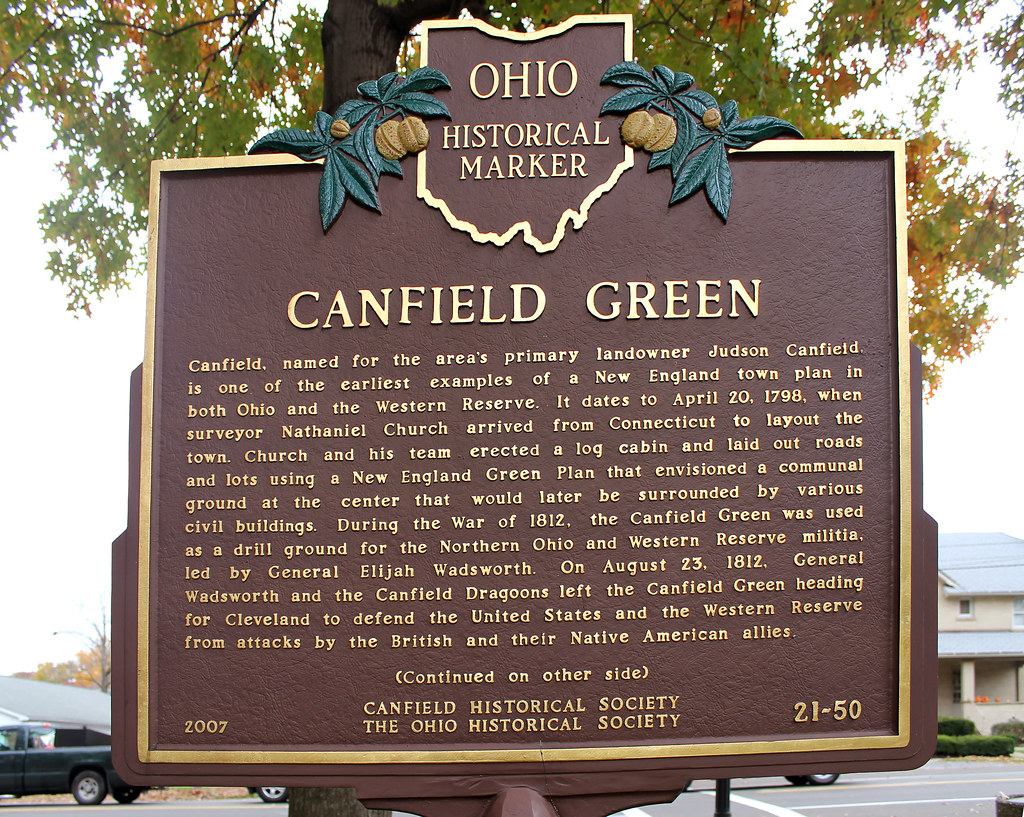 OHIO
HISTORICAL
MARKER
CANFIELD GREEN
Canfield, named for the area's primary landowner Judson Canfield,
is one of the earliest examples of a New England town plan in
both Ohio and the Western Reserve. It dates to April 20, 1798, when
surveyor Nathaniel Church arrived from Connecticut to layout the
town. Church and his team erected a log cabin and laid out roads
and lots using a New England Green Plan that envisioned a communal
ground at the center that would later be surrounded by various
civil buildings. During the War of 1812, the Canfield Green was used
as a drill ground for the Northern Ohio and Western Reserve militia,
led by General Elijah Wadsworth. On August 23, 1812, General
Wadsworth and the Canfield Dragoons left the Canfield Green heading
for Cleveland to defend the United States and the Western Reserve
from attacks by the British and their Native American allies.
(Continued on other side)
CANFIELD HISTORICAL SOCIETY
THE OHIO HISTORICAL SOCIETY
2007
21-50